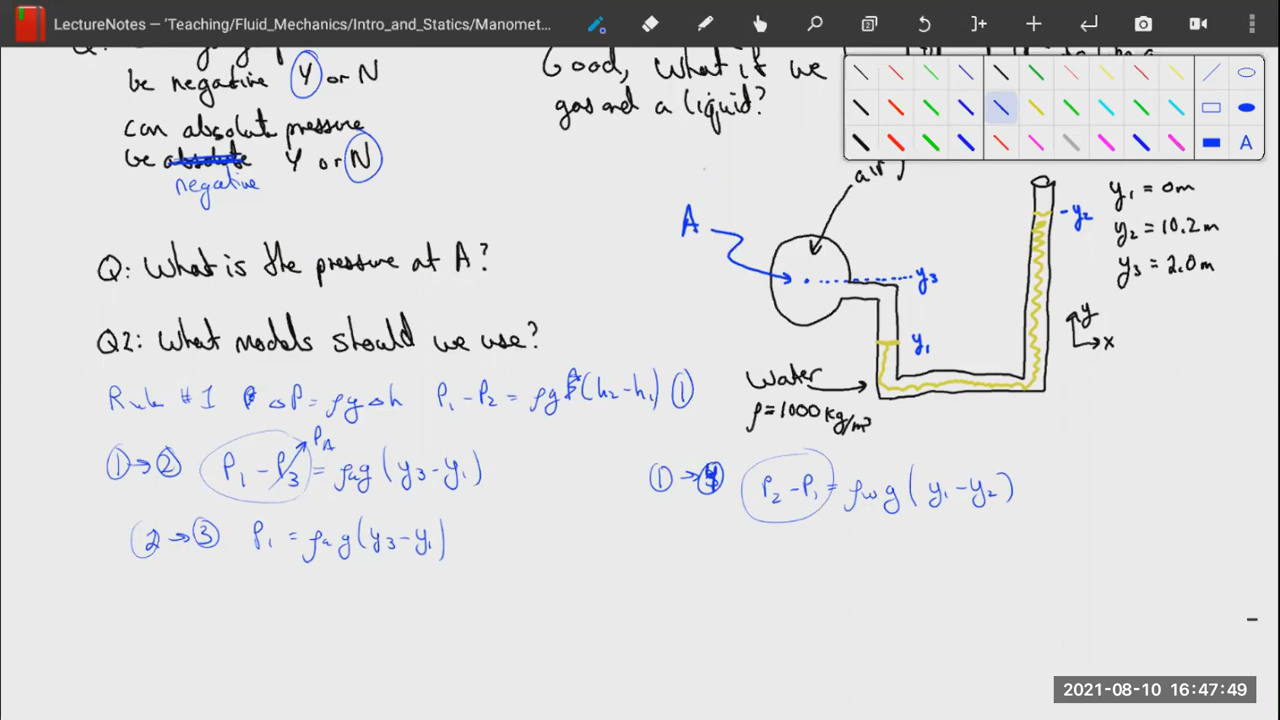 LectureNotes — 'Teaching/Fluid_Mechanics/Intro_and_Statics/Manomet...
be negative Y or N
can absolute pressure
be absolute Y or N
negative
Good, What if we
gas and a liquid?
air
A
y3
y1
-y2
y1 = 0m
y2 = 10.2m
y3 = 2.0m
y
x
Water
ρ=1000 kg/m³
Q: What is the pressure at A?
Q2: What models should we use?
Rule #1 ΔP = ρgΔh P1 - P2 = ρg(h2-h1) ①
①→② P1 - P3 = ρag(y3-y1)
PA
②→③ P1 = ρag(y3-y1)
①→ P2 - P1 = ρwg(y1-y2)
A
2021-08-10 16:47:49